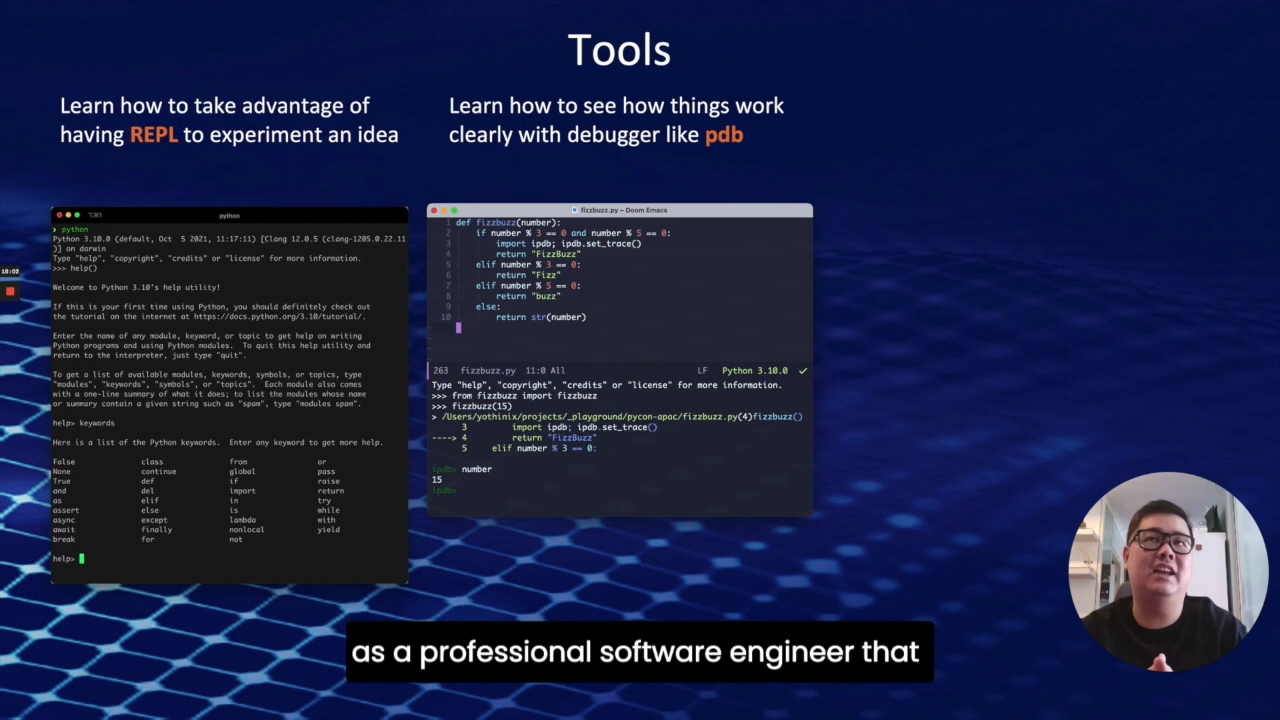 Tools
Learn how to take advantage of
having REPL to experiment an idea
Learn how to see how things work
clearly with debugger like pdb
18:02
⌥⌘1
python
❯ python
Python 3.10.0 (default, Oct  5 2021, 11:17:11) [Clang 12.0.5 (clang-1205.0.22.11
)] on darwin
Type "help", "copyright", "credits" or "license" for more information.
>>> help()
Welcome to Python 3.10's help utility!
If this is your first time using Python, you should definitely check out
the tutorial on the internet at https://docs.python.org/3.10/tutorial/.
Enter the name of any module, keyword, or topic to get help on writing
Python programs and using Python modules.  To quit this help utility and
return to the interpreter, just type "quit".
To get a list of available modules, keywords, symbols, or topics, type
"modules", "keywords", "symbols", or "topics".  Each module also comes
with a one-line summary of what it does; to list the modules whose name
or summary contain a given string such as "spam", type "modules spam".
help> keywords
Here is a list of the Python keywords.  Enter any keyword to get more help.
False class from or
None continue global pass
True def if raise
and del import return
as elif in try
assert else is while
async except lambda with
await finally nonlocal yield
break for not
help>
fizzbuzz.py – Doom Emacs
1 def fizzbuzz(number):
2 if number % 3 == 0 and number % 5 == 0:
3 import ipdb; ipdb.set_trace()
4 return "FizzBuzz"
5 elif number % 3 == 0:
6 return "Fizz"
7 elif number % 5 == 0:
8 return "buzz"
9 else:
10 return str(number)
263 fizzbuzz.py 11:0 All LF Python 3.10.0 ✓
Type "help", "copyright", "credits" or "license" for more information.
>>> from fizzbuzz import fizzbuzz
>>> fizzbuzz(15)
> /Users/yothinix/projects/_playground/pycon-apac/fizzbuzz.py(4)fizzbuzz()
3 import ipdb; ipdb.set_trace()
----> 4 return "FizzBuzz"
5 elif number % 3 == 0:
ipdb> number
15
ipdb>
as a professional software engineer that